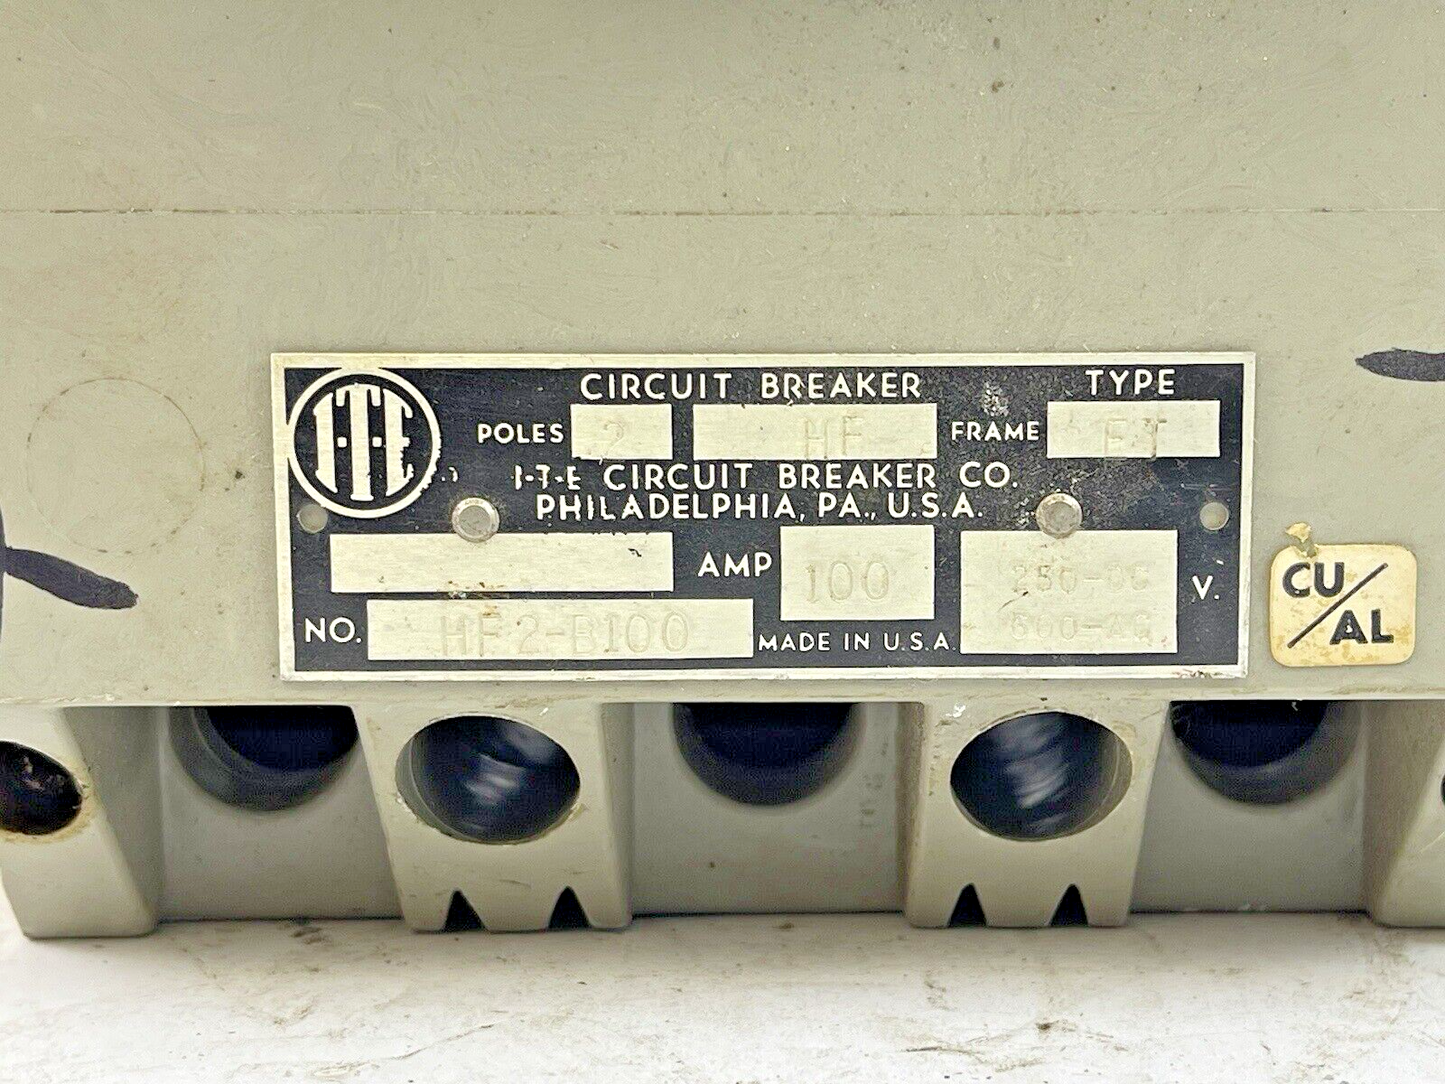 I-T-E
CIRCUIT BREAKER TYPE
POLES 2 HF FRAME ET
I-T-E CIRCUIT BREAKER CO.
PHILADELPHIA, PA., U.S.A.
AMP 100 250-DC V.
NO. HF2-B100 MADE IN U.S.A. 600-AC
CU/AL